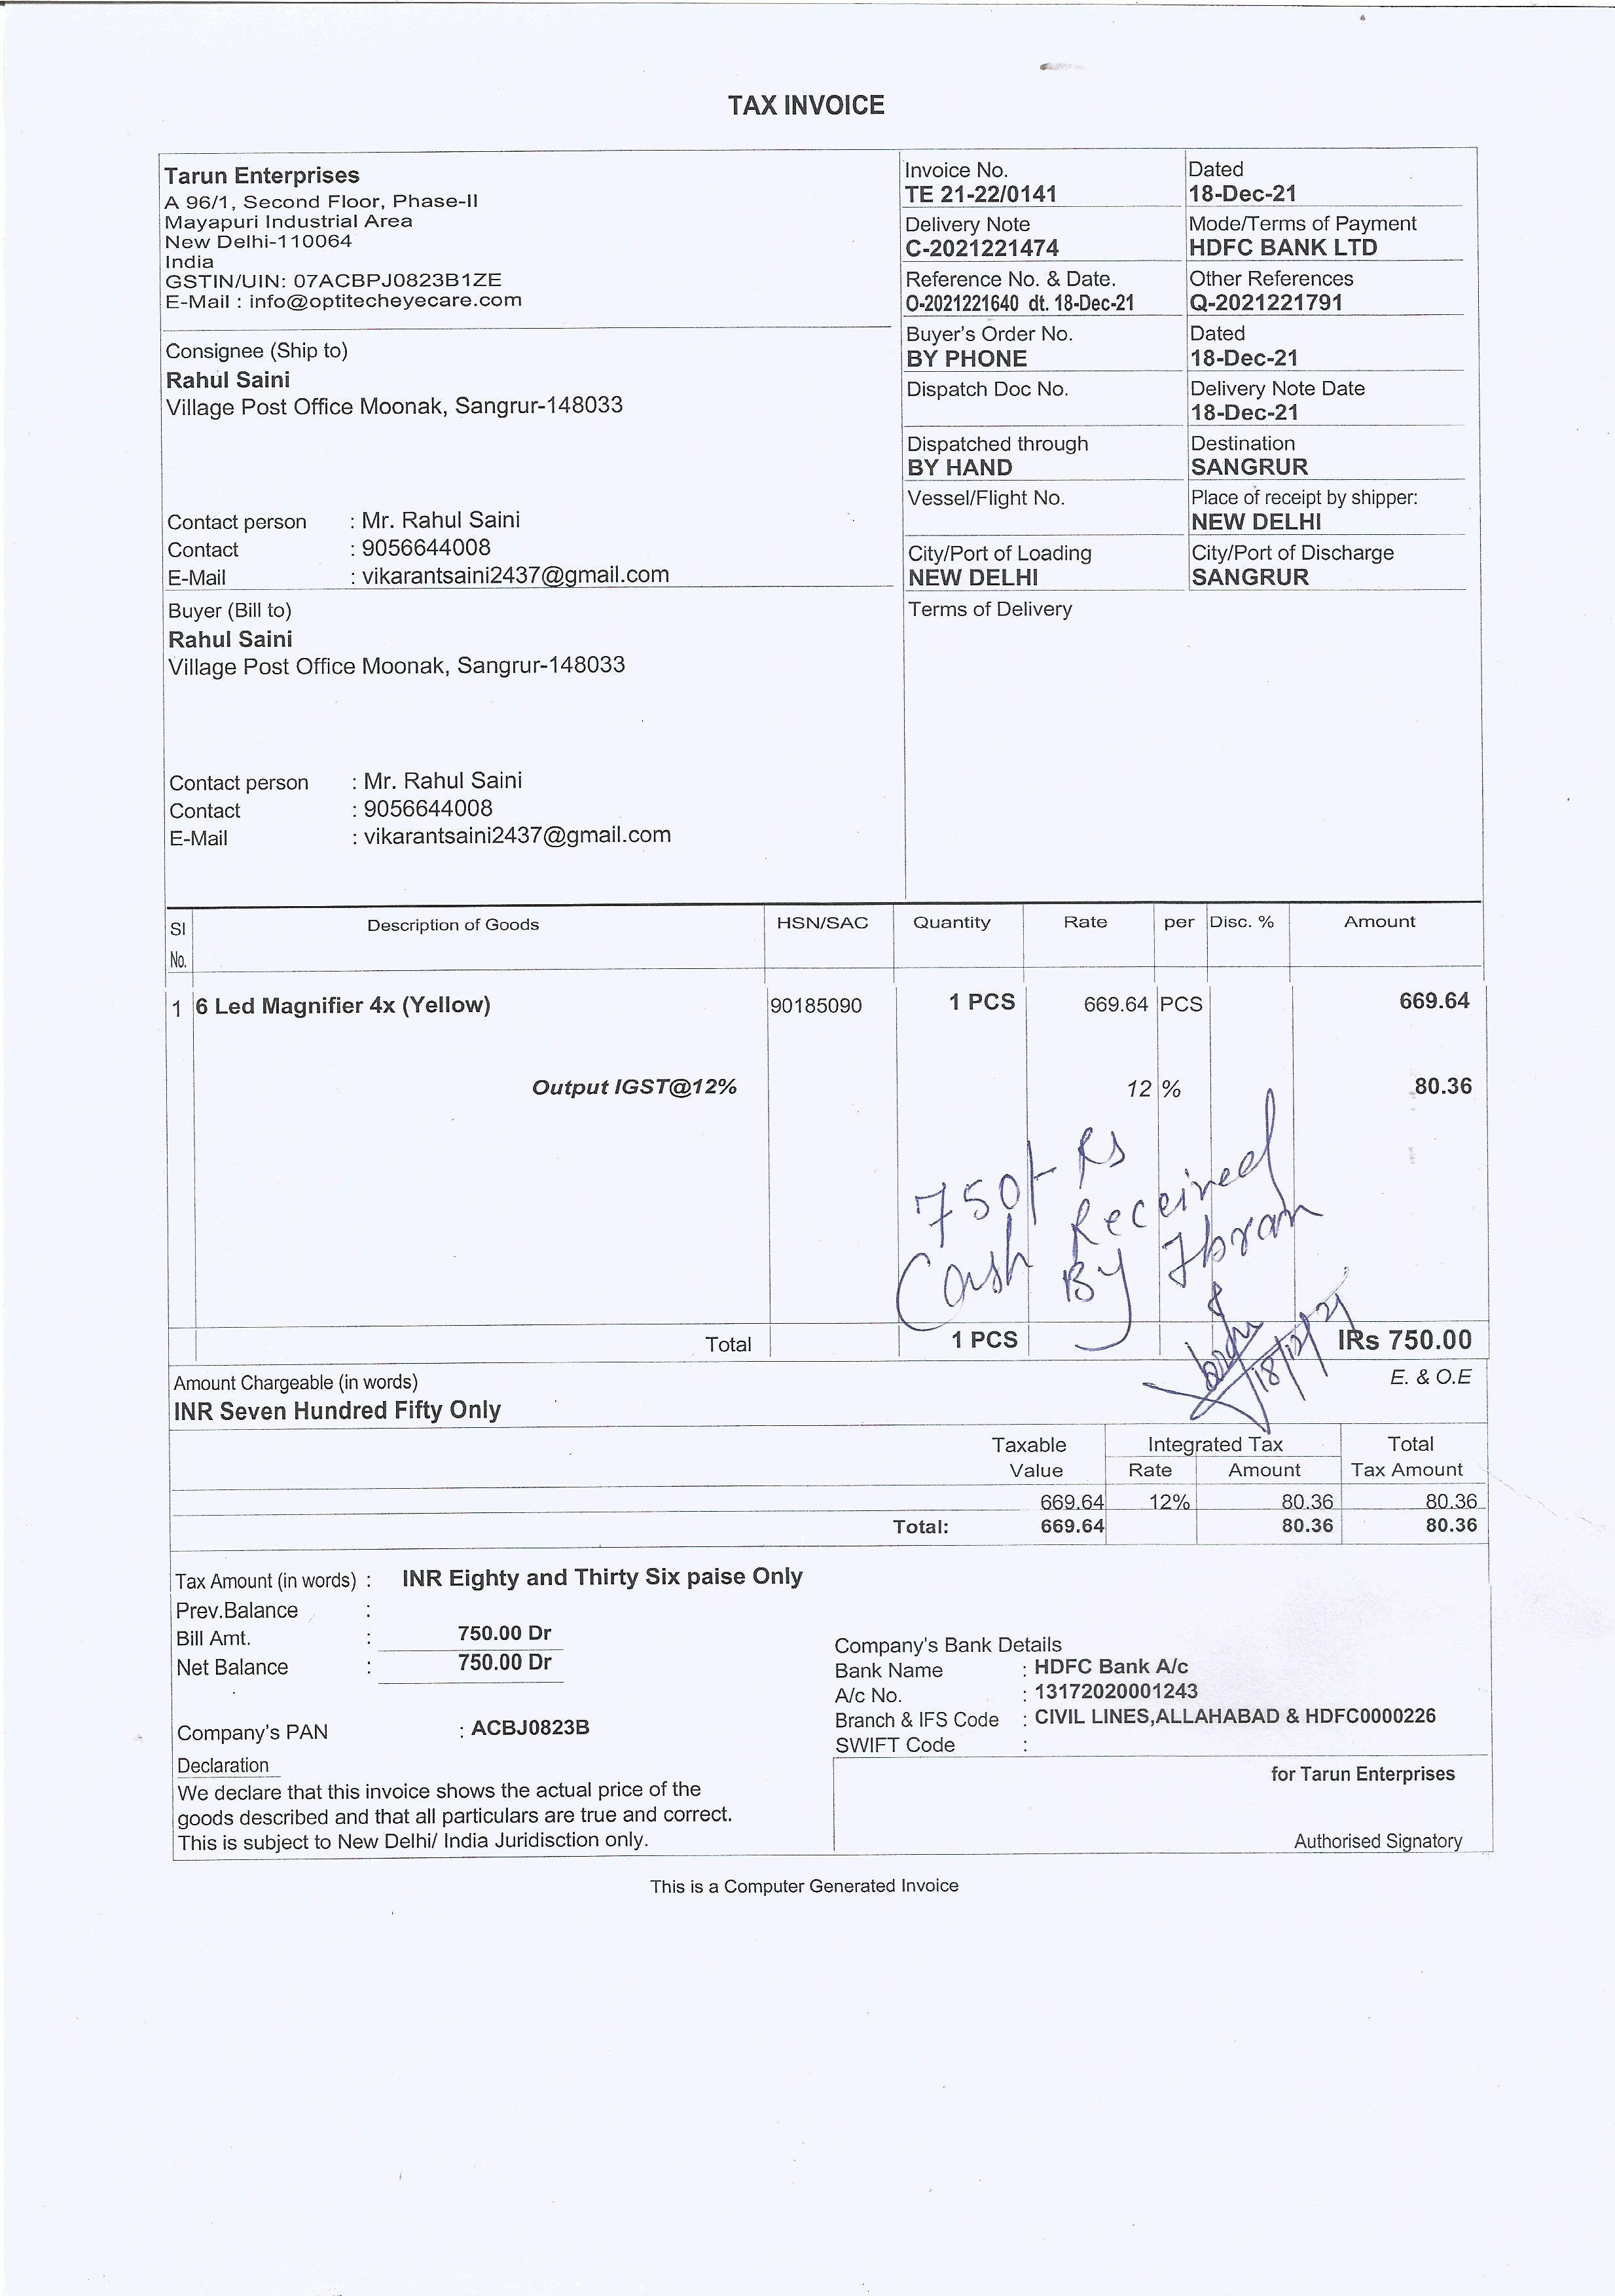 TAX INVOICE
Tarun Enterprises
A 96/1, Second Floor, Phase-II
Mayapuri Industrial Area
New Delhi-110064
India
GSTIN/UIN: 07ACBPJ0823B1ZE
E-Mail : info@optitecheyecare.com
Consignee (Ship to)
Rahul Saini
Village Post Office Moonak, Sangrur-148033
Contact person : Mr. Rahul Saini
Contact : 9056644008
E-Mail : vikarantsaini2437@gmail.com
Buyer (Bill to)
Rahul Saini
Village Post Office Moonak, Sangrur-148033
Contact person : Mr. Rahul Saini
Contact : 9056644008
E-Mail : vikarantsaini2437@gmail.com
Invoice No. Dated
TE 21-22/0141 18-Dec-21
Delivery Note Mode/Terms of Payment
C-2021221474 HDFC BANK LTD
Reference No. & Date. Other References
O-2021221640 dt. 18-Dec-21 Q-2021221791
Buyer's Order No. Dated
BY PHONE 18-Dec-21
Dispatch Doc No. Delivery Note Date
18-Dec-21
Dispatched through Destination
BY HAND SANGRUR
Vessel/Flight No. Place of receipt by shipper:
NEW DELHI
City/Port of Loading City/Port of Discharge
NEW DELHI SANGRUR
Terms of Delivery
Sl No. Description of Goods HSN/SAC Quantity Rate per Disc. % Amount
1 6 Led Magnifier 4x (Yellow) 90185090 1 PCS 669.64 PCS 669.64
Output IGST@12% 12 % 80.36
750/- Rs
Cash Received
By Ibran
18/12/21
Total 1 PCS IRs 750.00
Amount Chargeable (in words) E. & O.E
INR Seven Hundred Fifty Only
Taxable Integrated Tax Total
Value Rate Amount Tax Amount
669.64 12% 80.36 80.36
Total: 669.64 80.36 80.36
Tax Amount (in words) : INR Eighty and Thirty Six paise Only
Prev.Balance :
Bill Amt. : 750.00 Dr
Net Balance : 750.00 Dr
Company's PAN : ACBJ0823B
Company's Bank Details
Bank Name : HDFC Bank A/c
A/c No. : 13172020001243
Branch & IFS Code : CIVIL LINES,ALLAHABAD & HDFC0000226
SWIFT Code :
Declaration
We declare that this invoice shows the actual price of the
goods described and that all particulars are true and correct.
This is subject to New Delhi/ India Juridisction only.
for Tarun Enterprises
Authorised Signatory
This is a Computer Generated Invoice